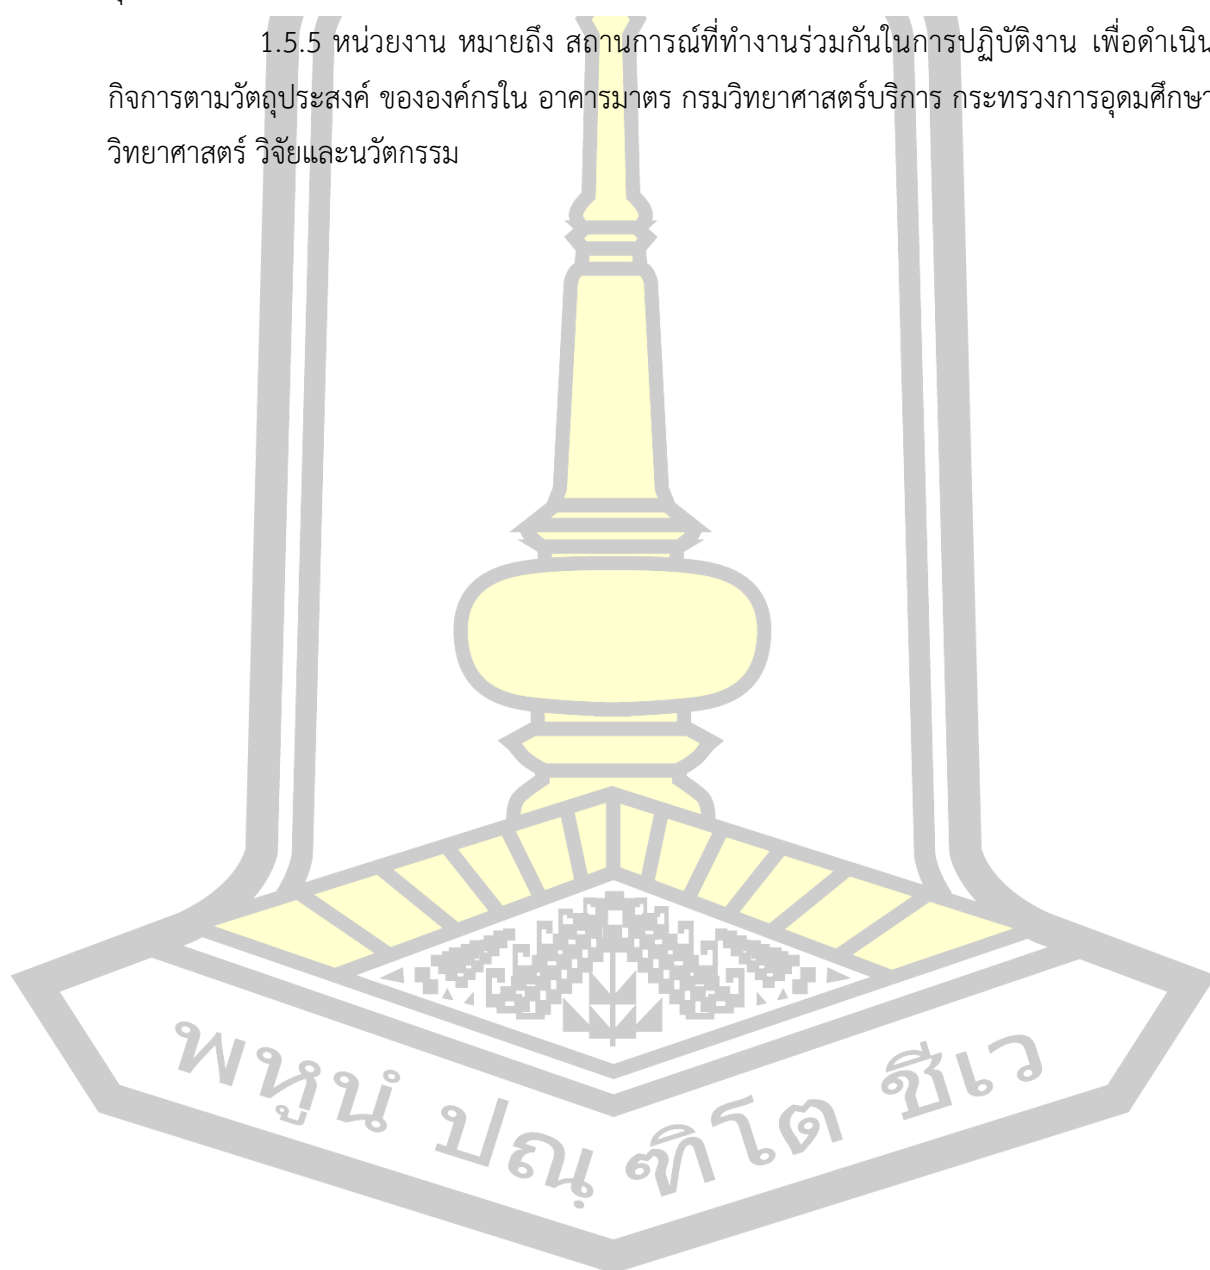 1.5.5 หน่วยงาน หมายถึง สถานการณ์ที่ทำงานร่วมกันในการปฏิบัติงาน เพื่อดำเนิน
กิจการตามวัตถุประสงค์ ขององค์กรใน อาคารมาตร กรมวิทยาศาสตร์บริการ กระทรวงการอุดมศึกษา
วิทยาศาสตร์ วิจัยและนวัตกรรม
พหูนํ ปณฺฑิโต ชีเว